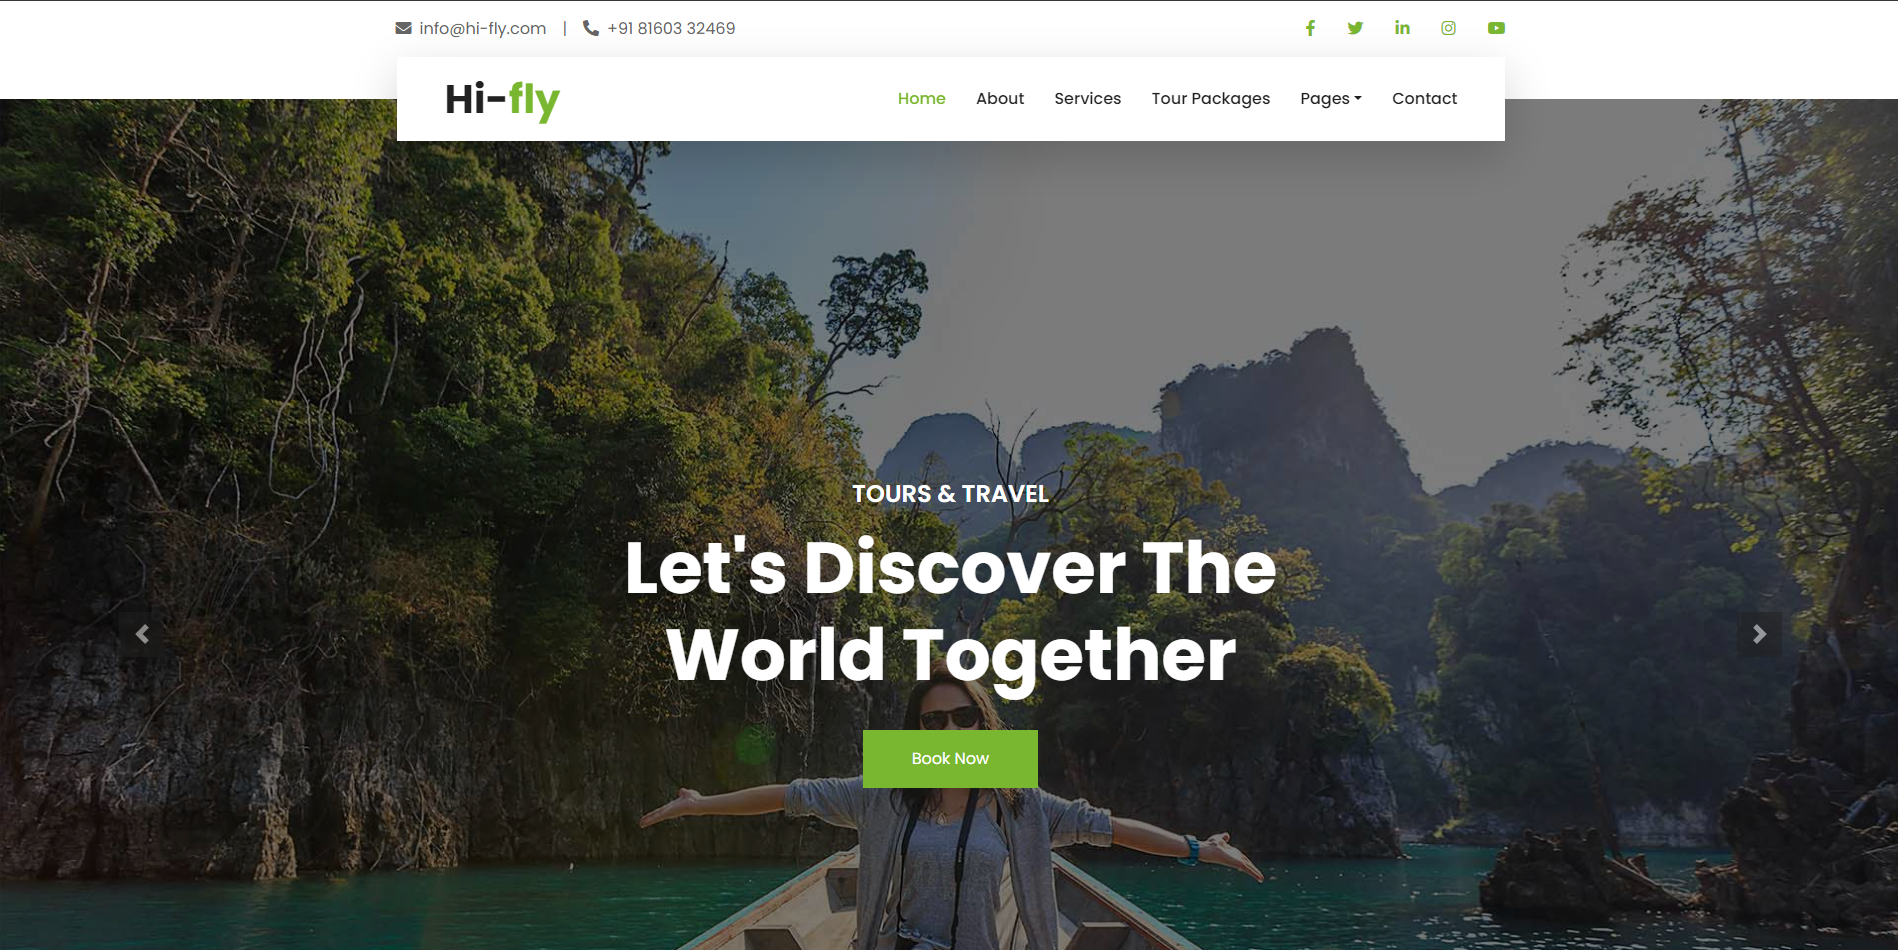 info@hi-fly.com | +91 81603 32469
Hi-fly
Home About Services Tour Packages Pages Contact
TOURS & TRAVEL
Let's Discover The
World Together
Book Now